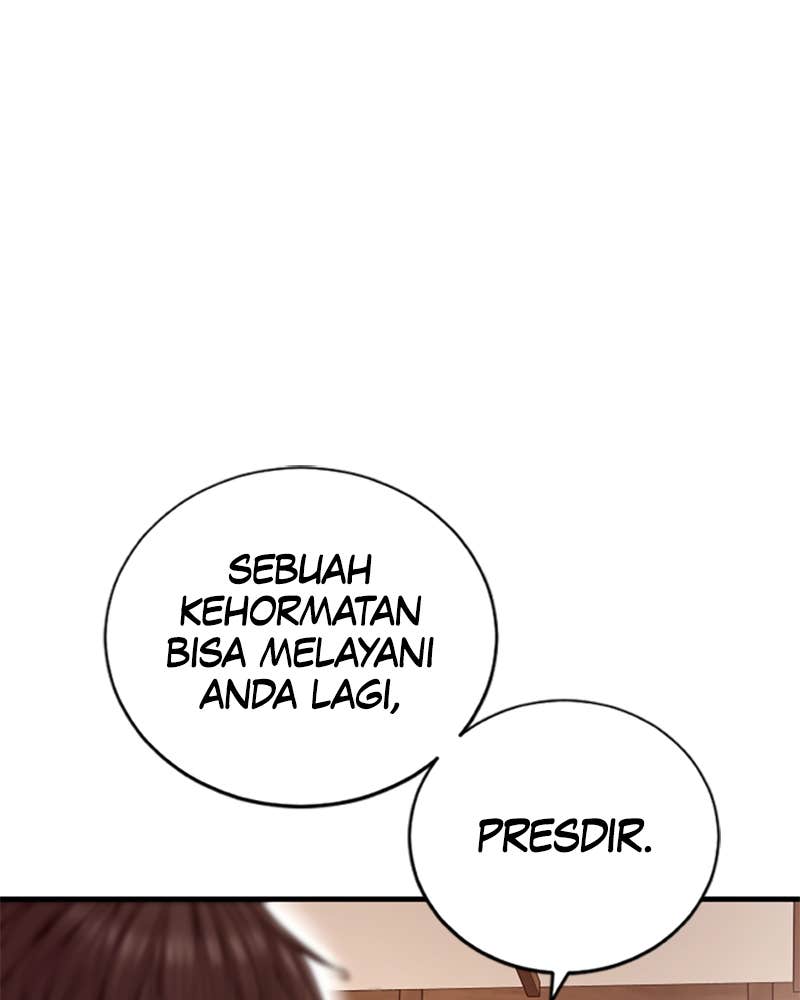 SEBUAH
KEHORMATAN
BISA MELAYANI
ANDA LAGI,
PRESDIR.